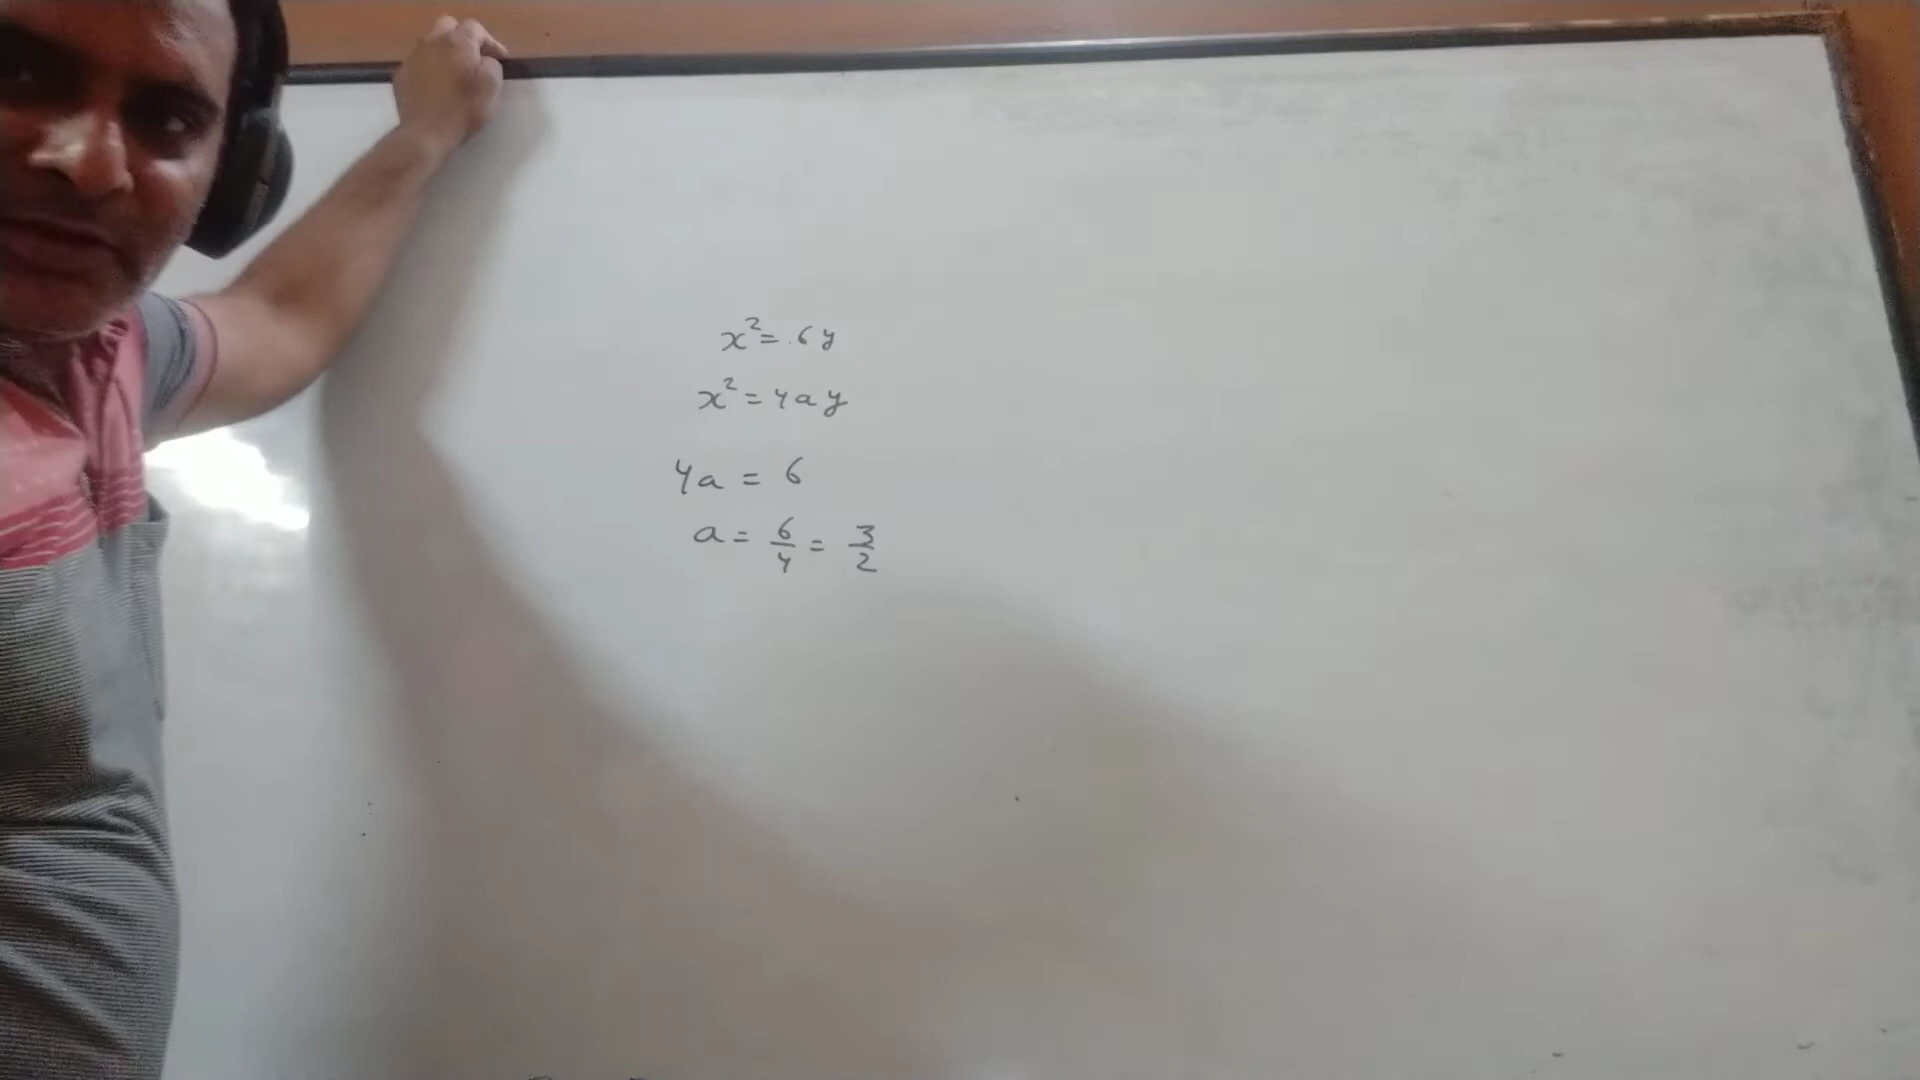 x² = 6y
x² = 4ay
4a = 6
a = 6/4 = 3/2